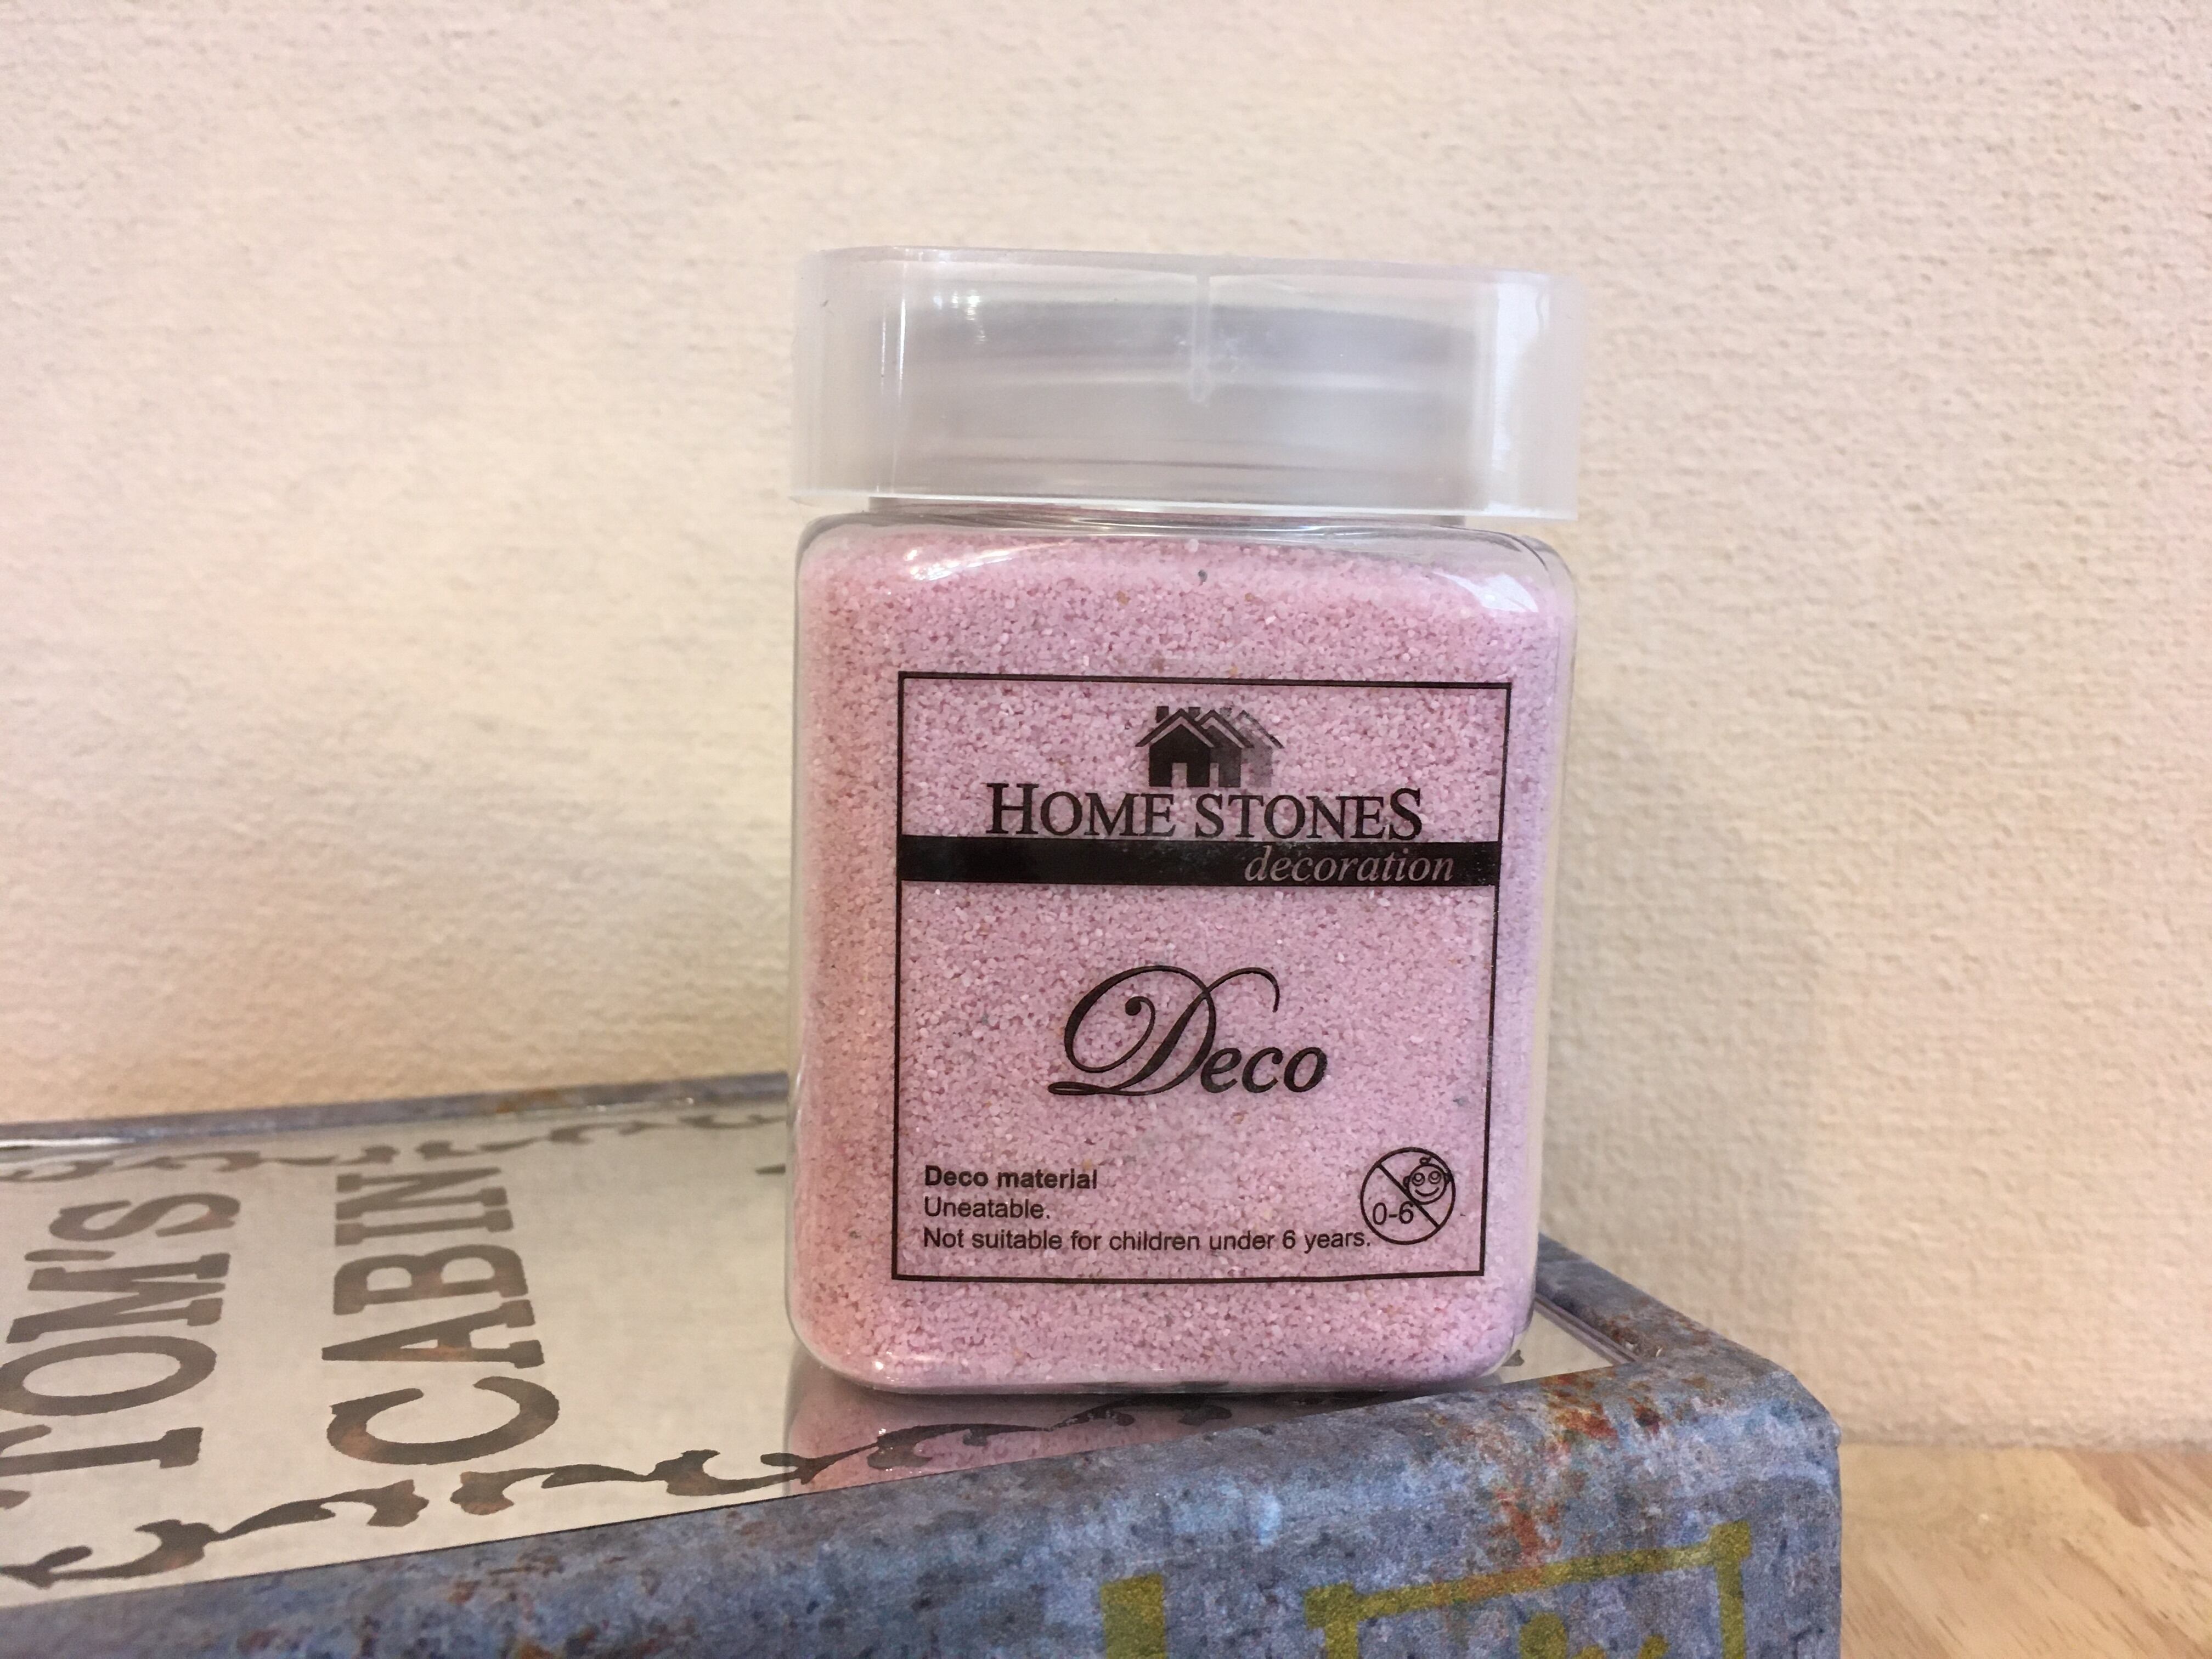 HOME STONES
decoration
Deco
Deco material
Uneatable.
Not suitable for children under 6 years.
0-6
TOM'S
CABIN